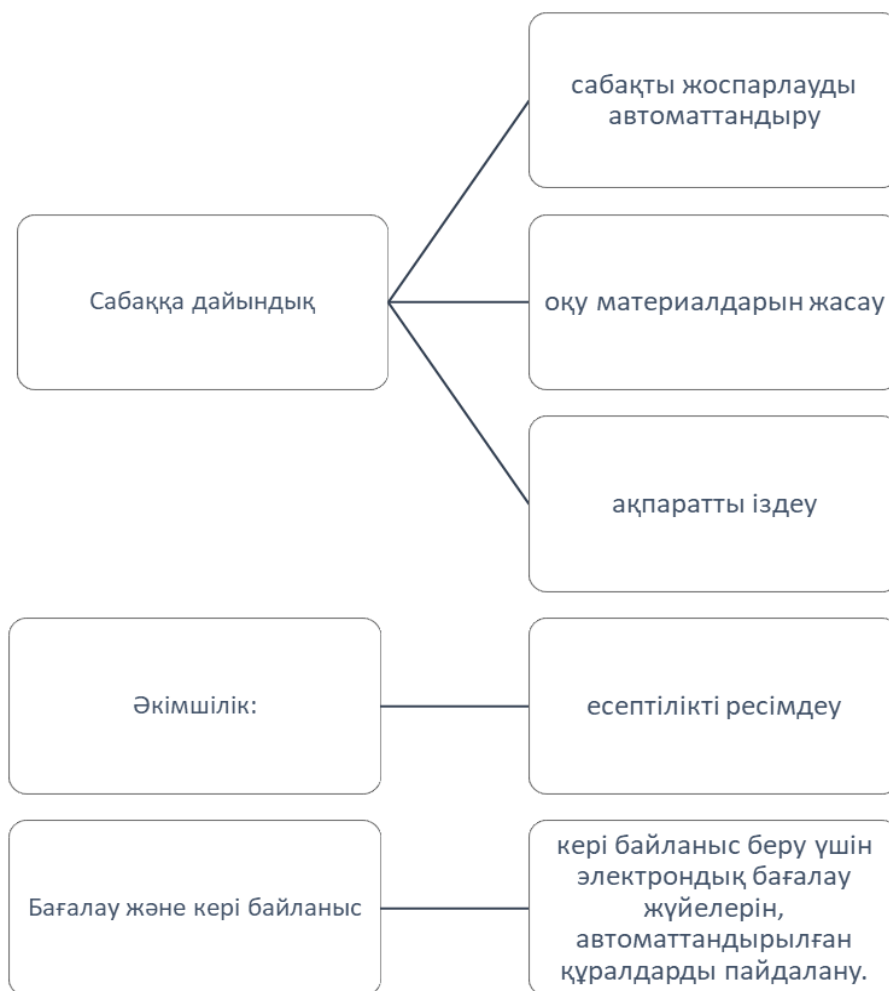 сабақты жоспарлауды
автоматтандыру
Сабаққа дайындық
оқу материалдарын жасау
ақпаратты іздеу
Әкімшілік:
есептілікті ресімдеу
Бағалау және кері байланыс
кері байланыс беру үшін
электрондық бағалау
жүйелерін,
автоматтандырылған
құралдарды пайдалану.